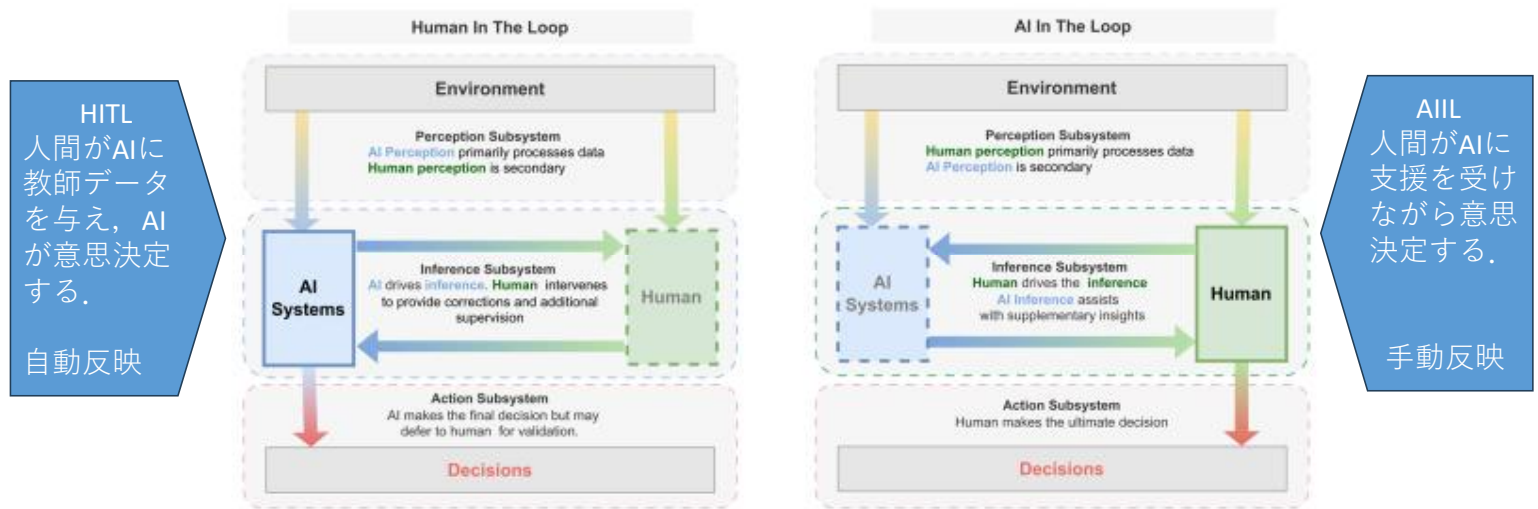 HITL
人間がAIに
教師データ
を与え，AI
が意思決定
する．
自動反映
Human In The Loop
Environment
Perception Subsystem
AI Perception primarily processes data
Human perception is secondary
AI
Systems
Inference Subsystem
AI drives inference. Human intervenes
to provide corrections and additional
supervision
Human
Action Subsystem
AI makes the final decision but may
defer to human for validation.
Decisions
AI In The Loop
Environment
Perception Subsystem
Human perception primarily processes data
AI Perception is secondary
AI
Systems
Inference Subsystem
Human drives the inference
AI Inference assists
with supplementary insights
Human
Action Subsystem
Human makes the ultimate decision
Decisions
AIIL
人間がAIに
支援を受け
ながら意思
決定する．
手動反映